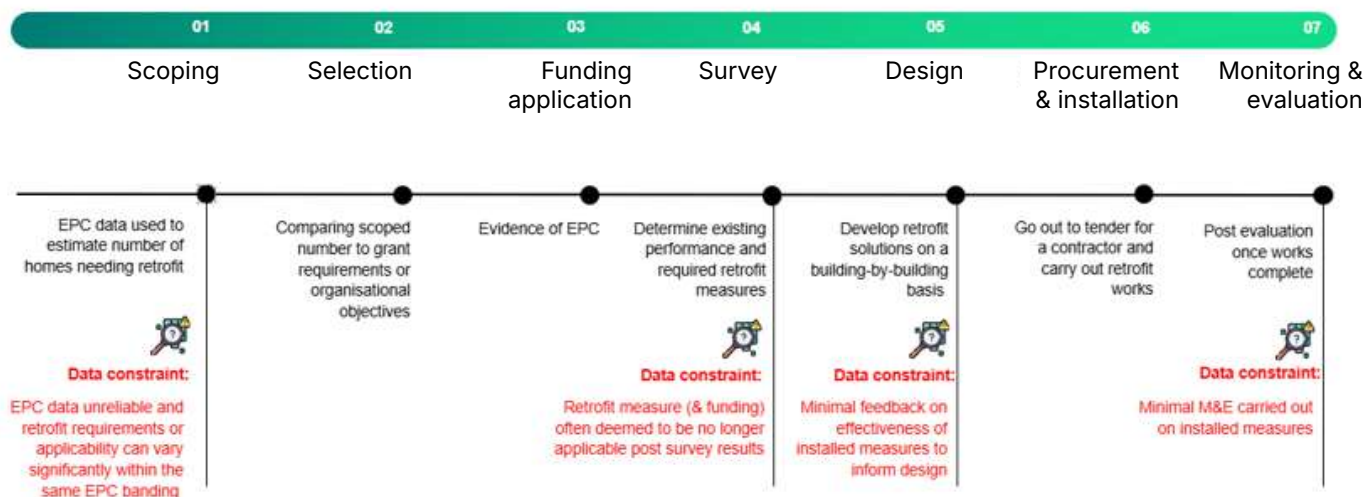 01
02
03
04
05
06
07
Scoping
Selection
Funding
application
Survey
Design
Procurement
& installation
Monitoring &
evaluation
EPC data used to
estimate number of
homes needing retrofit
Comparing scoped
number to grant
requirements or
organisational
objectives
Evidence of EPC
Determine existing
performance and
required retrofit
measures
Develop retrofit
solutions on a
building-by-building
basis
Go out to tender for
a contractor and
carry out retrofit
works
Post evaluation
once works
complete
Data constraint:
EPC data unreliable and
retrofit requirements or
applicability can vary
significantly within the
same EPC banding
Data constraint:
Retrofit measure (& funding)
often deemed to be no longer
applicable post survey results
Data constraint:
Minimal feedback on
effectiveness of
installed measures to
inform design
Data constraint:
Minimal M&E carried out
on installed measures